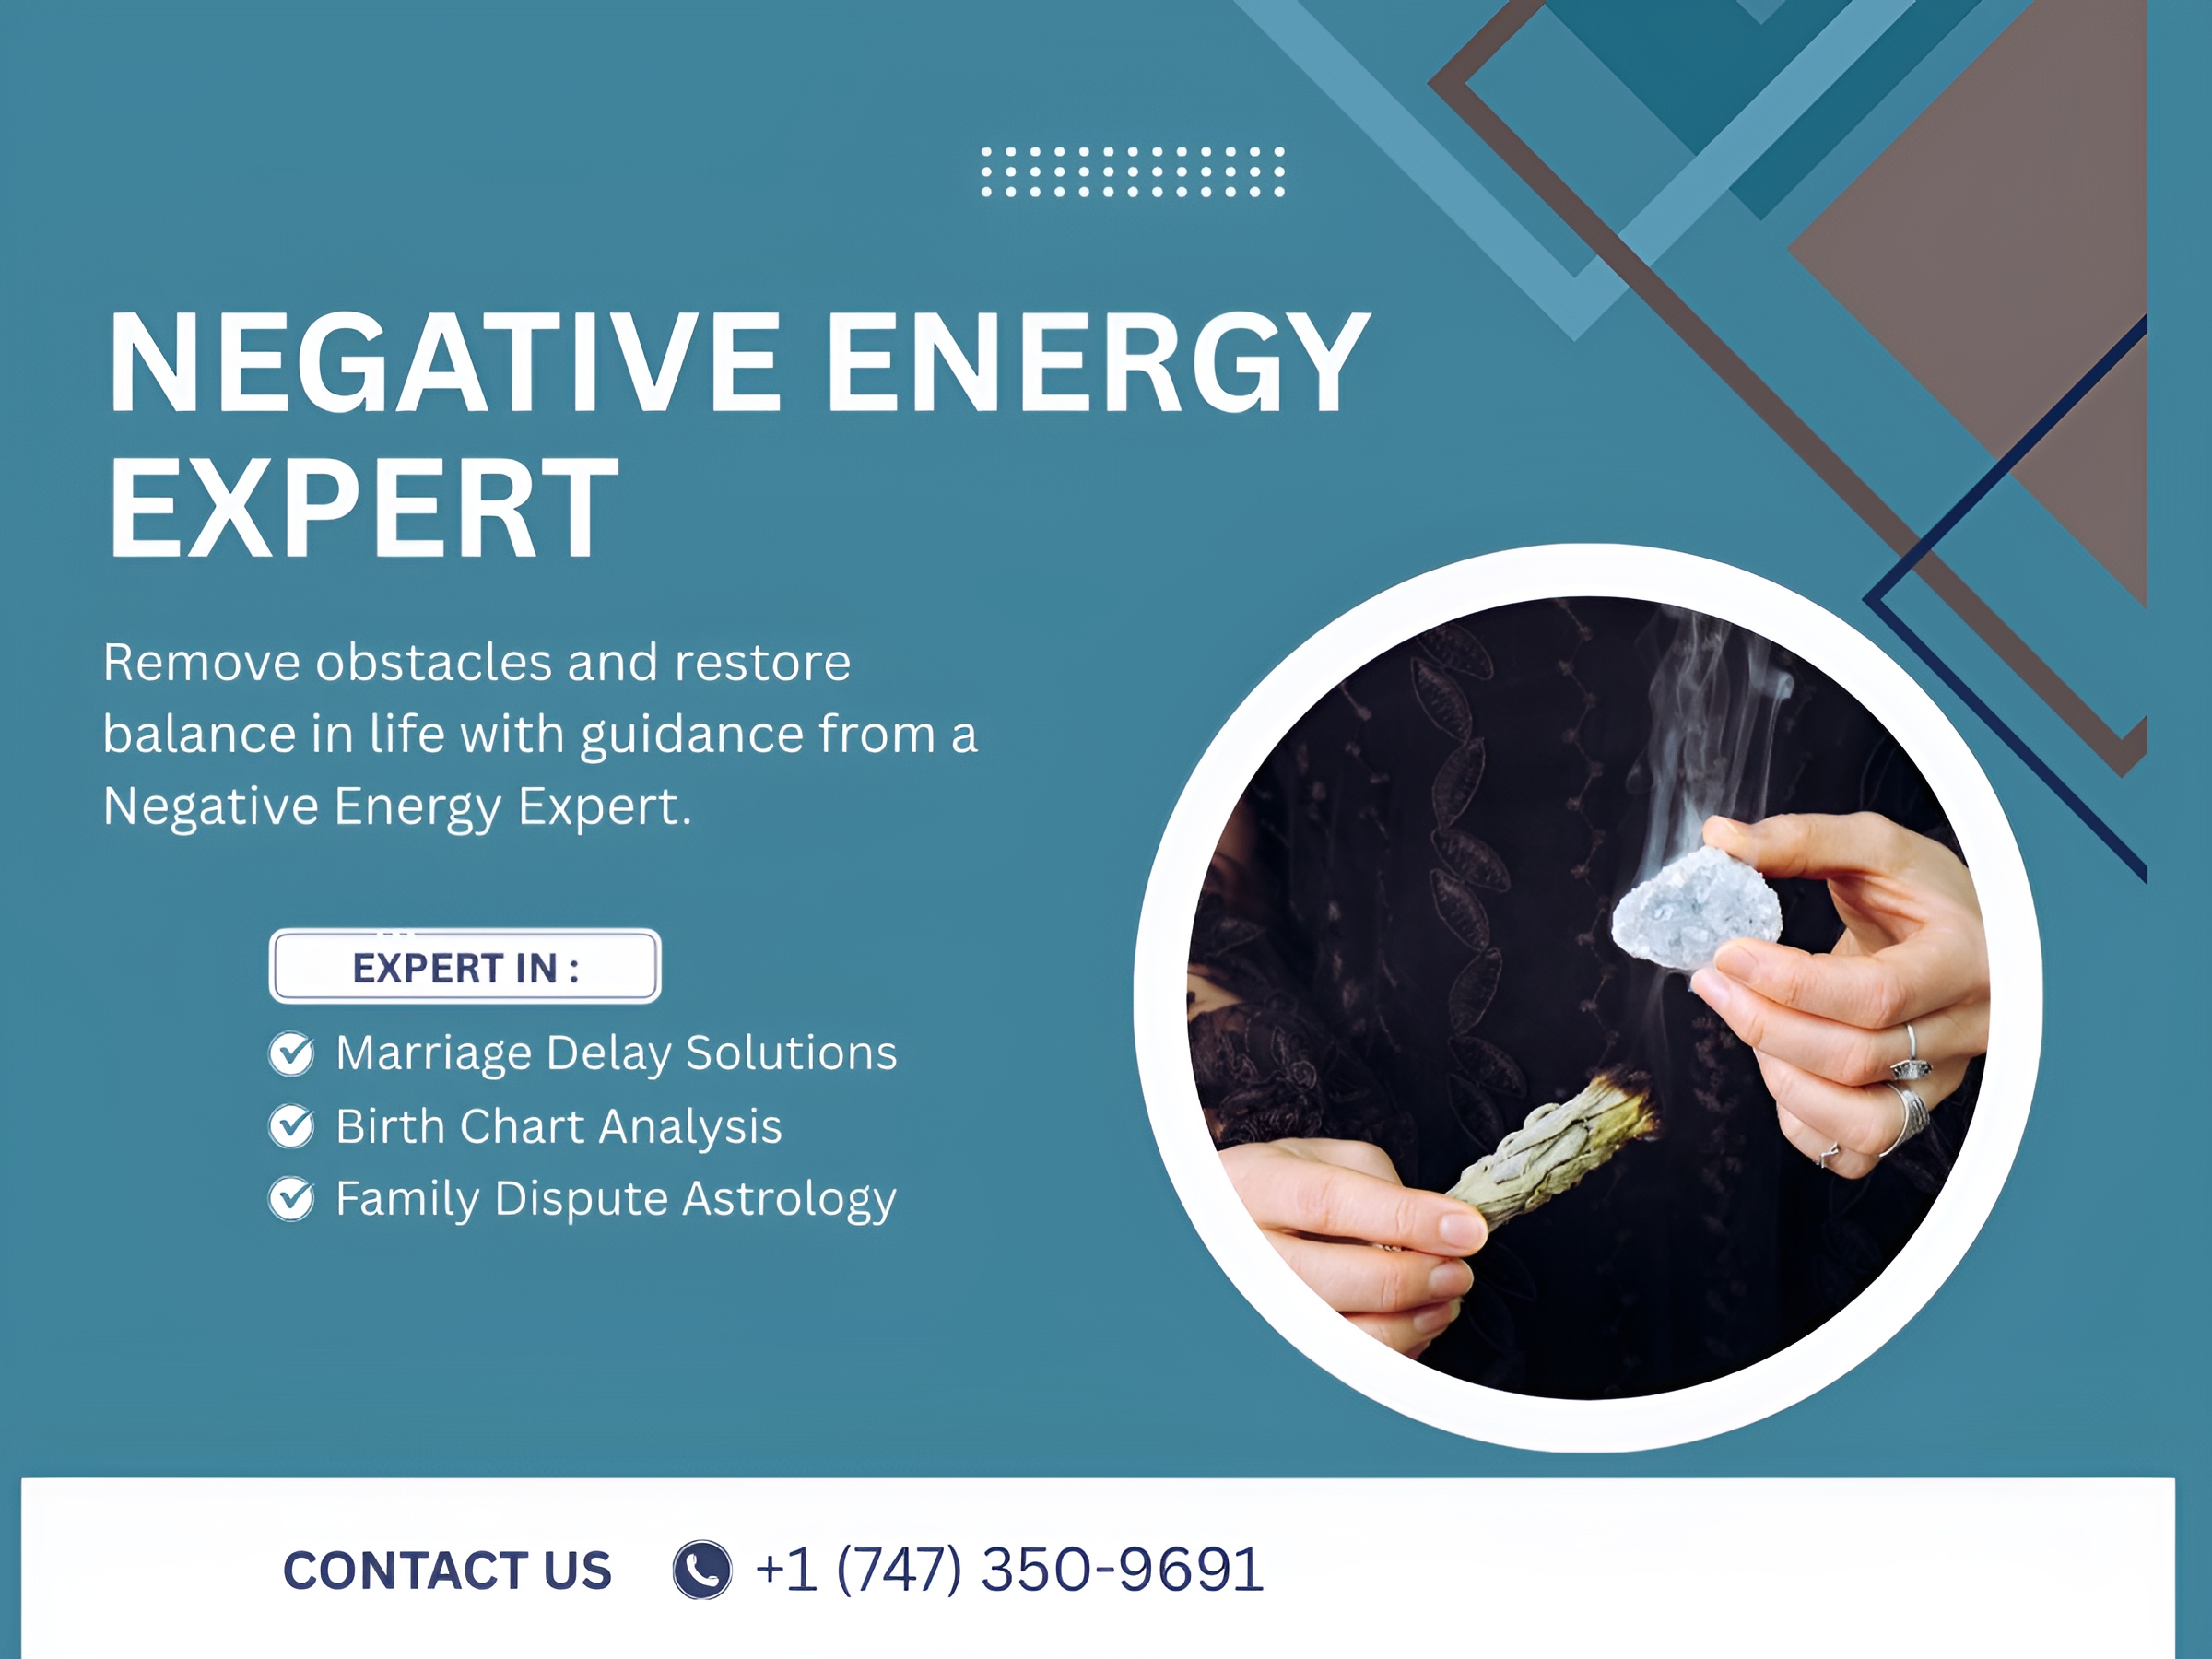 NEGATIVE ENERGY
EXPERT
Remove obstacles and restore
balance in life with guidance from a
Negative Energy Expert.
EXPERT IN :
Marriage Delay Solutions
Birth Chart Analysis
Family Dispute Astrology
CONTACT US +1 (747) 350-9691